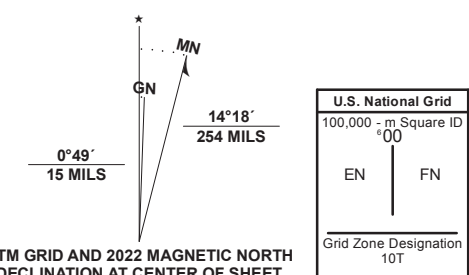 ★
MN
GN
14°18´
254 MILS
0°49´
15 MILS
TM GRID AND 2022 MAGNETIC NORTH
DECLINATION AT CENTER OF SHEET
U.S. National Grid
100,000 - m Square ID
⁶00
EN FN
Grid Zone Designation
10T